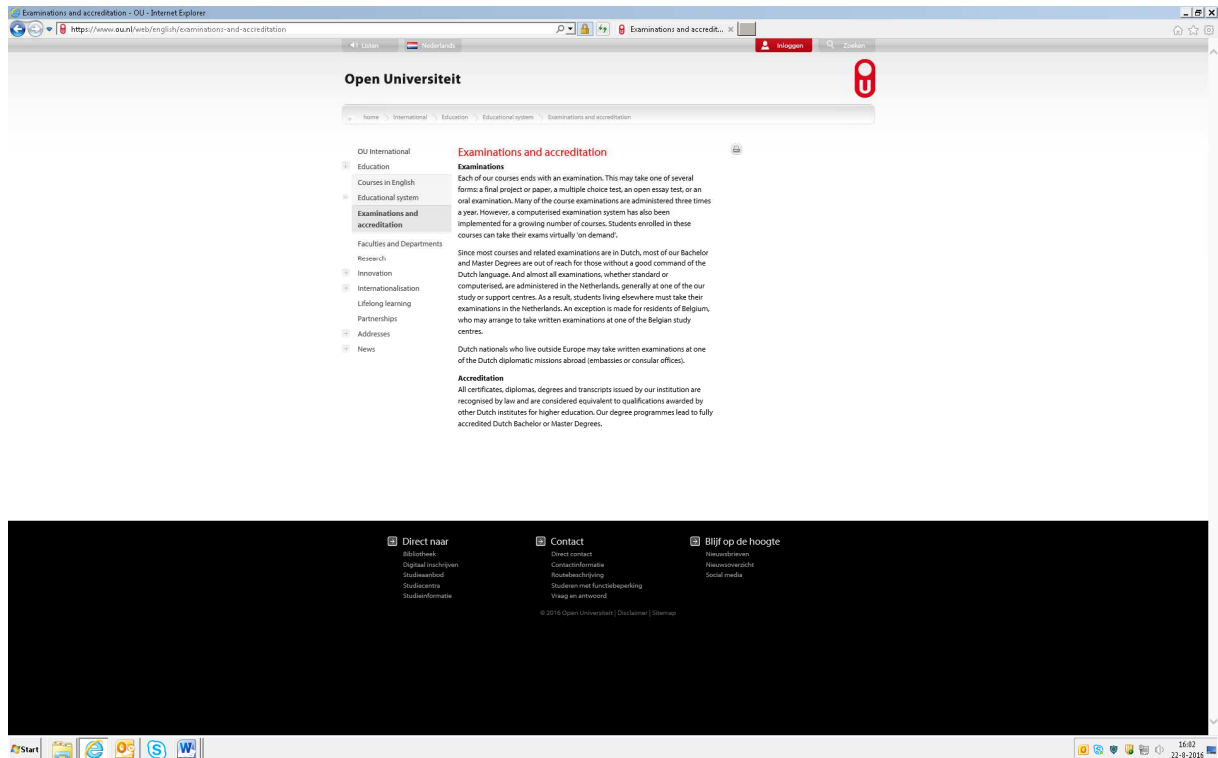 Examinations and accreditation - OU - Internet Explorer
https://www.ou.nl/web/english/examinations-and-accreditation
Examinations and accredit...
Listen
Nederlands
Inloggen
Zoeken
Open Universiteit
home
International
Education
Educational system
Examinations and accreditation
OU International
Education
Courses in English
Educational system
Examinations and
accreditation
Faculties and Departments
Research
Innovation
Internationalisation
Lifelong learning
Partnerships
Addresses
News
Examinations and accreditation
Examinations
Each of our courses ends with an examination. This may take one of several
forms: a final project or paper, a multiple choice test, an open essay test, or an
oral examination. Many of the course examinations are administered three times
a year. However, a computerised examination system has also been
implemented for a growing number of courses. Students enrolled in these
courses can take their exams virtually 'on demand'.
Since most courses and related examinations are in Dutch, most of our Bachelor
and Master Degrees are out of reach for those without a good command of the
Dutch language. And almost all examinations, whether standard or
computerised, are administered in the Netherlands, generally at one of the our
study or support centres. As a result, students living elsewhere must take their
examinations in the Netherlands. An exception is made for residents of Belgium,
who may arrange to take written examinations at one of the Belgian study
centres.
Dutch nationals who live outside Europe may take written examinations at one
of the Dutch diplomatic missions abroad (embassies or consular offices).
Accreditation
All certificates, diplomas, degrees and transcripts issued by our institution are
recognised by law and are considered equivalent to qualifications awarded by
other Dutch institutes for higher education. Our degree programmes lead to fully
accredited Dutch Bachelor or Master Degrees.
Direct naar
Bibliotheek
Digitaal inschrijven
Studieaanbod
Studiecentra
Studieinformatie
Contact
Direct contact
Contactinformatie
Routebeschrijving
Studeren met functiebeperking
Vraag en antwoord
Blijf op de hoogte
Nieuwsbrieven
Nieuwsoverzicht
Social media
© 2016 Open Universiteit | Disclaimer | Sitemap
Start
16:02
22-8-2016